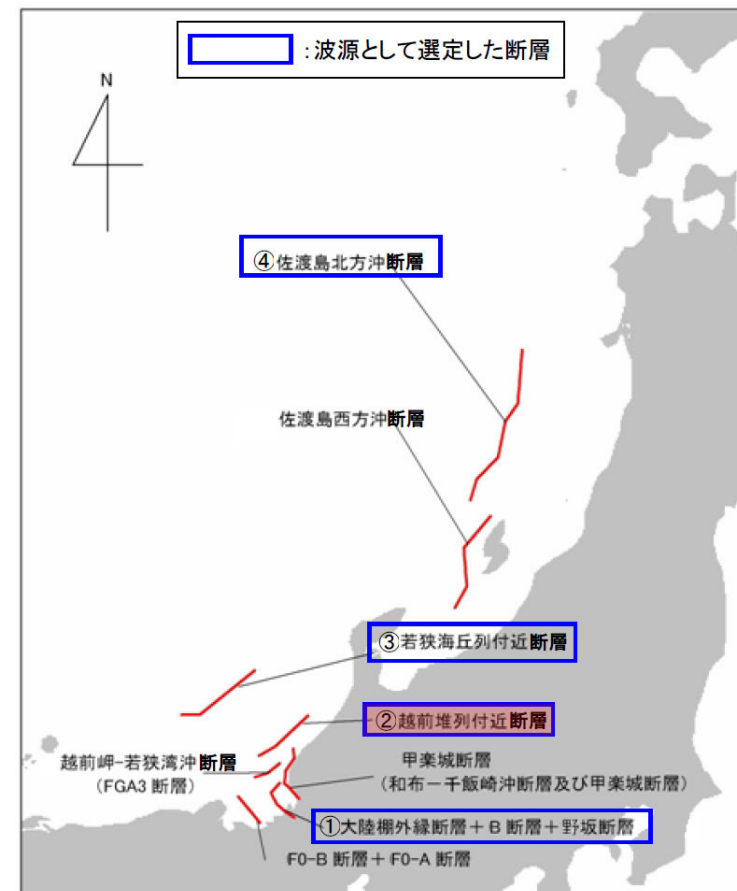 ：波源として選定した断層
N
④佐渡島北方沖断層
佐渡島西方沖断層
③若狭海丘列付近断層
②越前堆列付近断層
越前岬-若狭湾沖断層
（FGA3 断層）
甲楽城断層
（和布－干飯崎沖断層及び甲楽城断層）
①大陸棚外縁断層＋B 断層＋野坂断層
F0-B 断層＋F0-A 断層